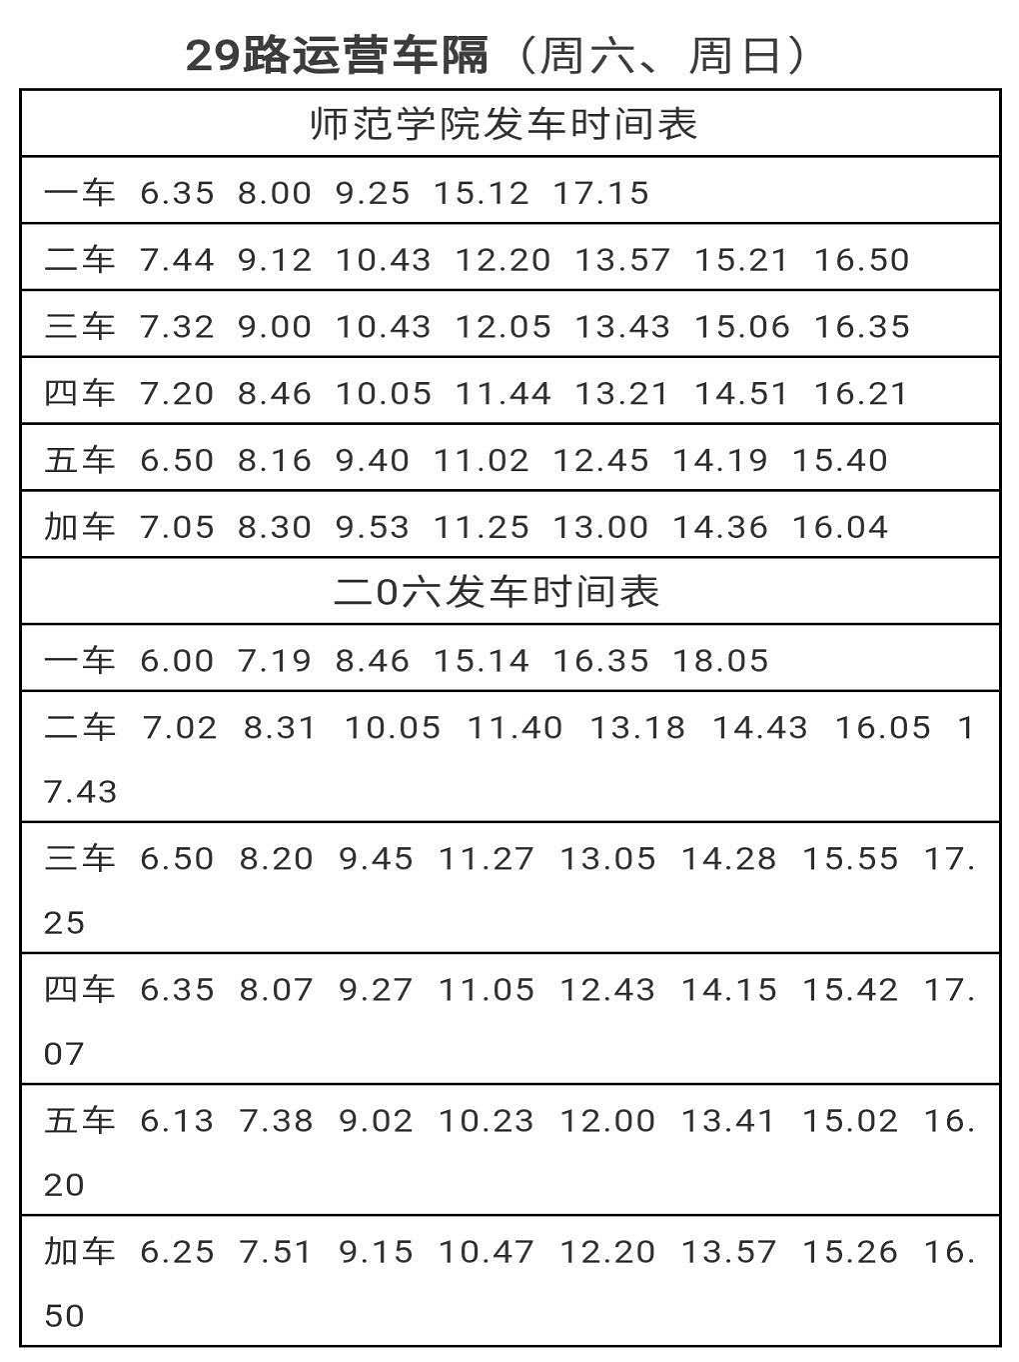 29路运营车隔（周六、周日）
师范学院发车时间表
一车 6.35 8.00 9.25 15.12 17.15
二车 7.44 9.12 10.43 12.20 13.57 15.21 16.50
三车 7.32 9.00 10.43 12.05 13.43 15.06 16.35
四车 7.20 8.46 10.05 11.44 13.21 14.51 16.21
五车 6.50 8.16 9.40 11.02 12.45 14.19 15.40
加车 7.05 8.30 9.53 11.25 13.00 14.36 16.04
二0六发车时间表
一车 6.00 7.19 8.46 15.14 16.35 18.05
二车 7.02 8.31 10.05 11.40 13.18 14.43 16.05 1
7.43
三车 6.50 8.20 9.45 11.27 13.05 14.28 15.55 17.
25
四车 6.35 8.07 9.27 11.05 12.43 14.15 15.42 17.
07
五车 6.13 7.38 9.02 10.23 12.00 13.41 15.02 16.
20
加车 6.25 7.51 9.15 10.47 12.20 13.57 15.26 16.
50